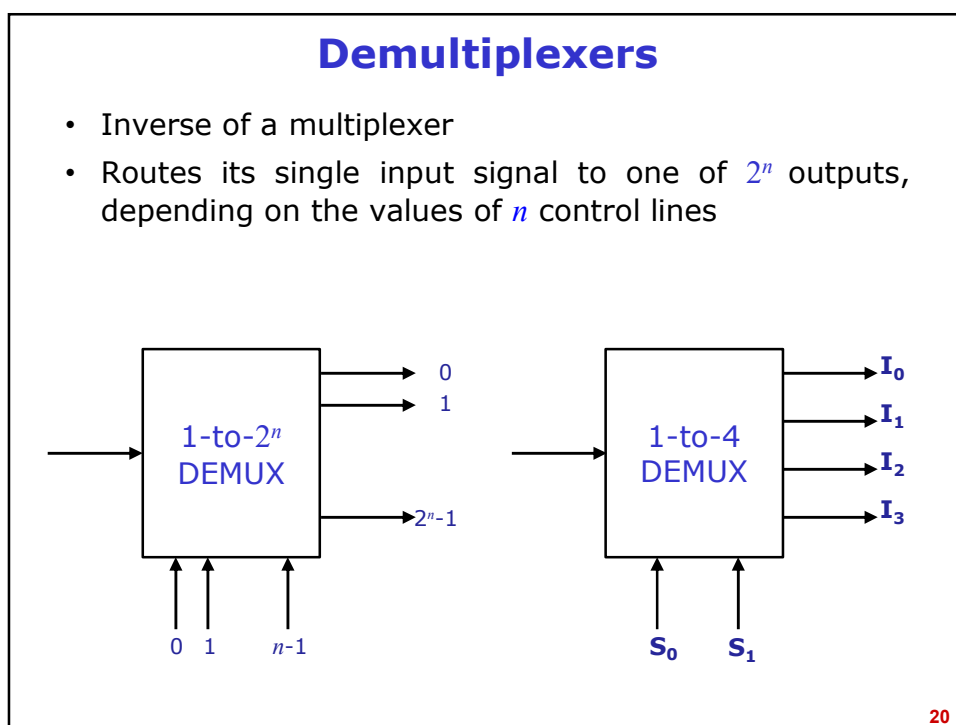 Demultiplexers
• Inverse of a multiplexer
• Routes its single input signal to one of 2ⁿ outputs,
depending on the values of n control lines
1-to-2ⁿ
DEMUX
0
1
2ⁿ-1
0 1 n-1
1-to-4
DEMUX
I₀
I₁
I₂
I₃
S₀ S₁
20